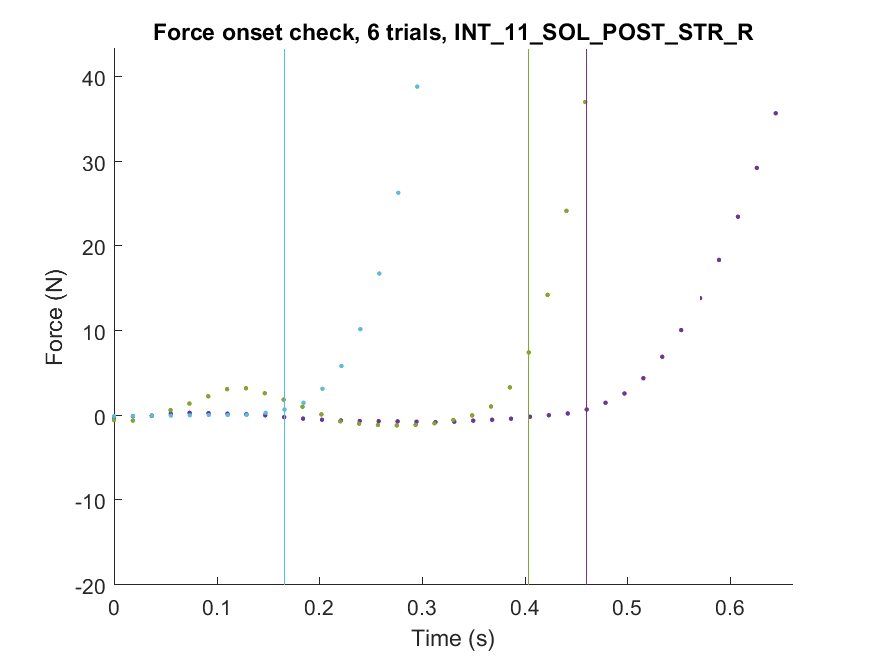 Force onset check, 6 trials, INT_11_SOL_POST_STR_R
40
30
20
10
0
-10
-20
Force (N)
0 0.1 0.2 0.3 0.4 0.5 0.6
Time (s)